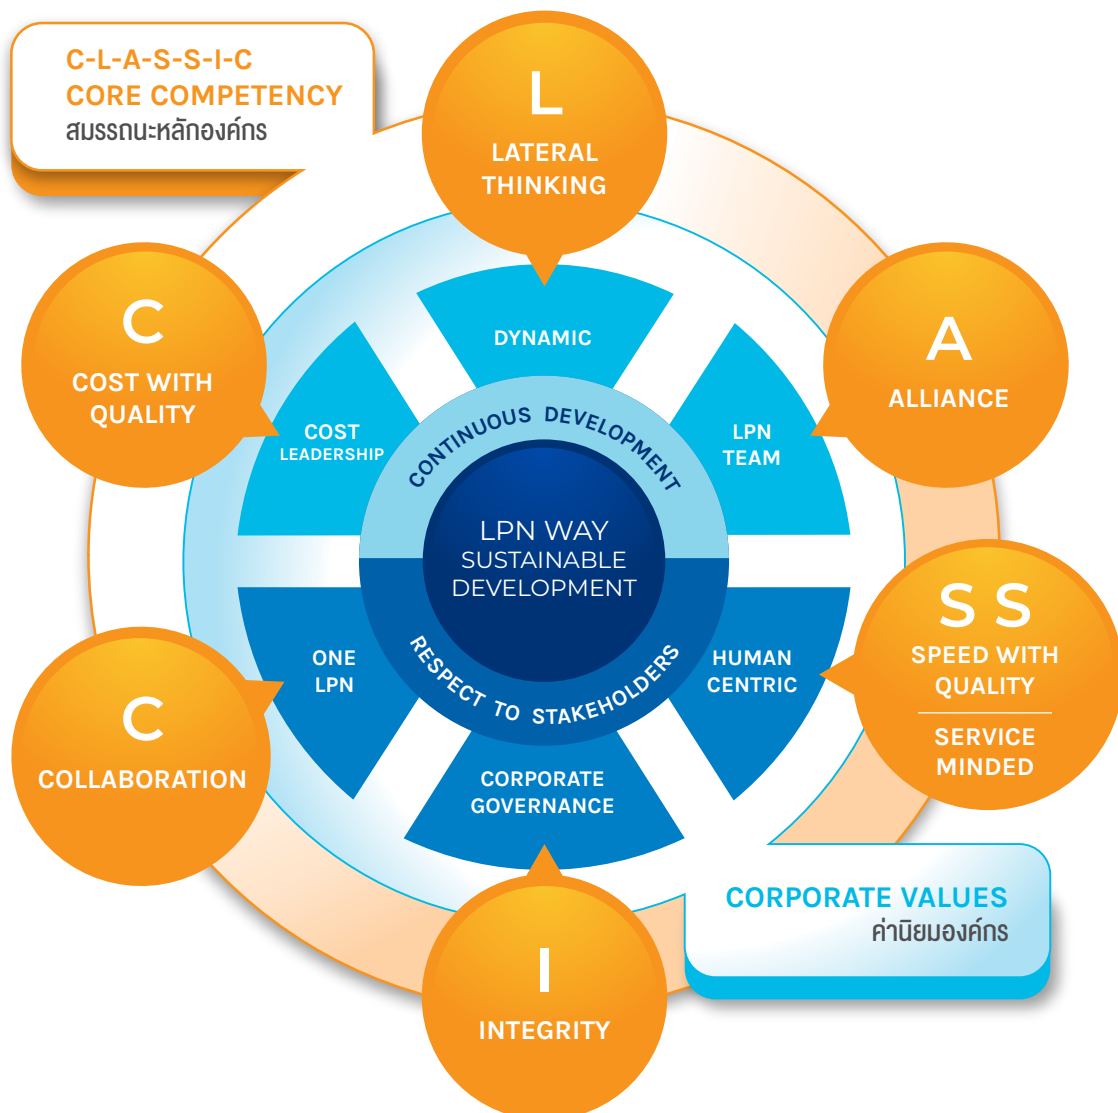 C-L-A-S-S-I-C
CORE COMPETENCY
สมรรถนะหลักองค์กร
L
LATERAL
THINKING
C
COST WITH
QUALITY
A
ALLIANCE
DYNAMIC
COST
LEADERSHIP
LPN
TEAM
CONTINUOUS DEVELOPMENT
LPN WAY
SUSTAINABLE
DEVELOPMENT
RESPECT TO STAKEHOLDERS
ONE
LPN
HUMAN
CENTRIC
CORPORATE
GOVERNANCE
S S
SPEED WITH
QUALITY
SERVICE
MINDED
C
COLLABORATION
I
INTEGRITY
CORPORATE VALUES
ค่านิยมองค์กร